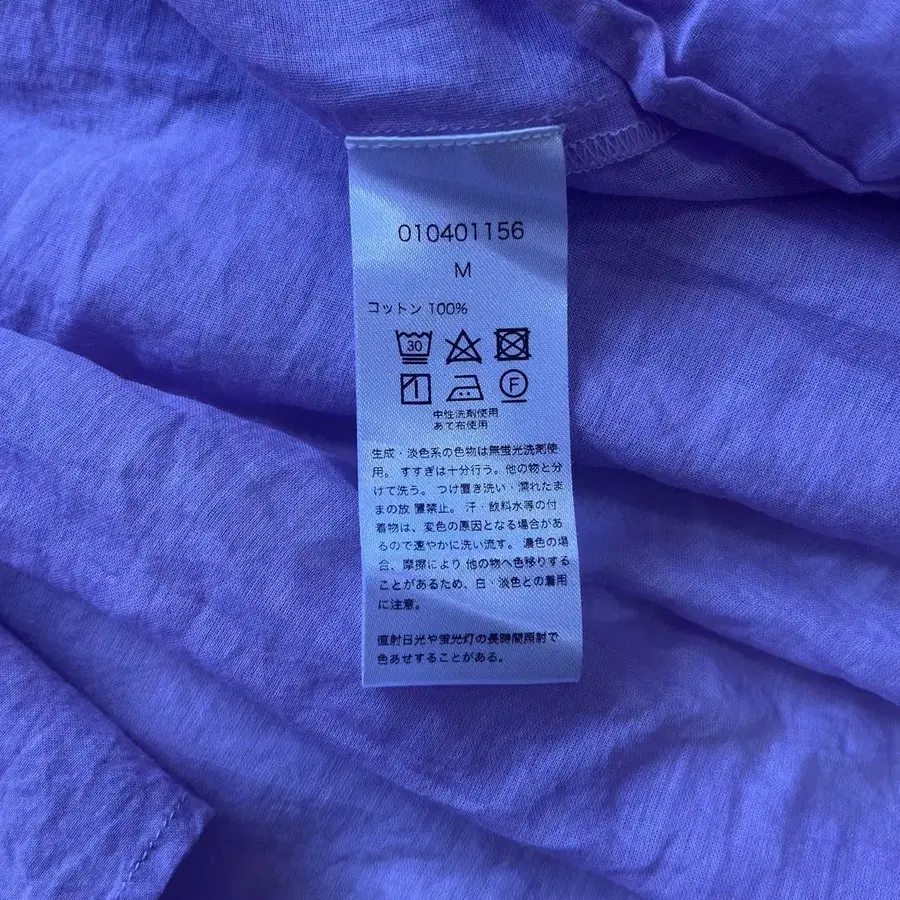 010401156
M
コットン 100%
30
F
中性洗剤使用
あて布使用
生成・淡色系の色物は無蛍光洗剤使
用。 すすぎは十分行う。他の物と分
けて洗う。 つけ置き洗い・濡れたま
まの放 置禁止。 汗・飲料水等の付
着物は、変色の原因となる場合があ
るので速やかに洗い流す。 濃色の場
合、摩擦により 他の物へ色移りする
ことがあるため、白・淡色との着用
に注意。
直射日光や蛍光灯の長時間照射で
色あせすることがある。